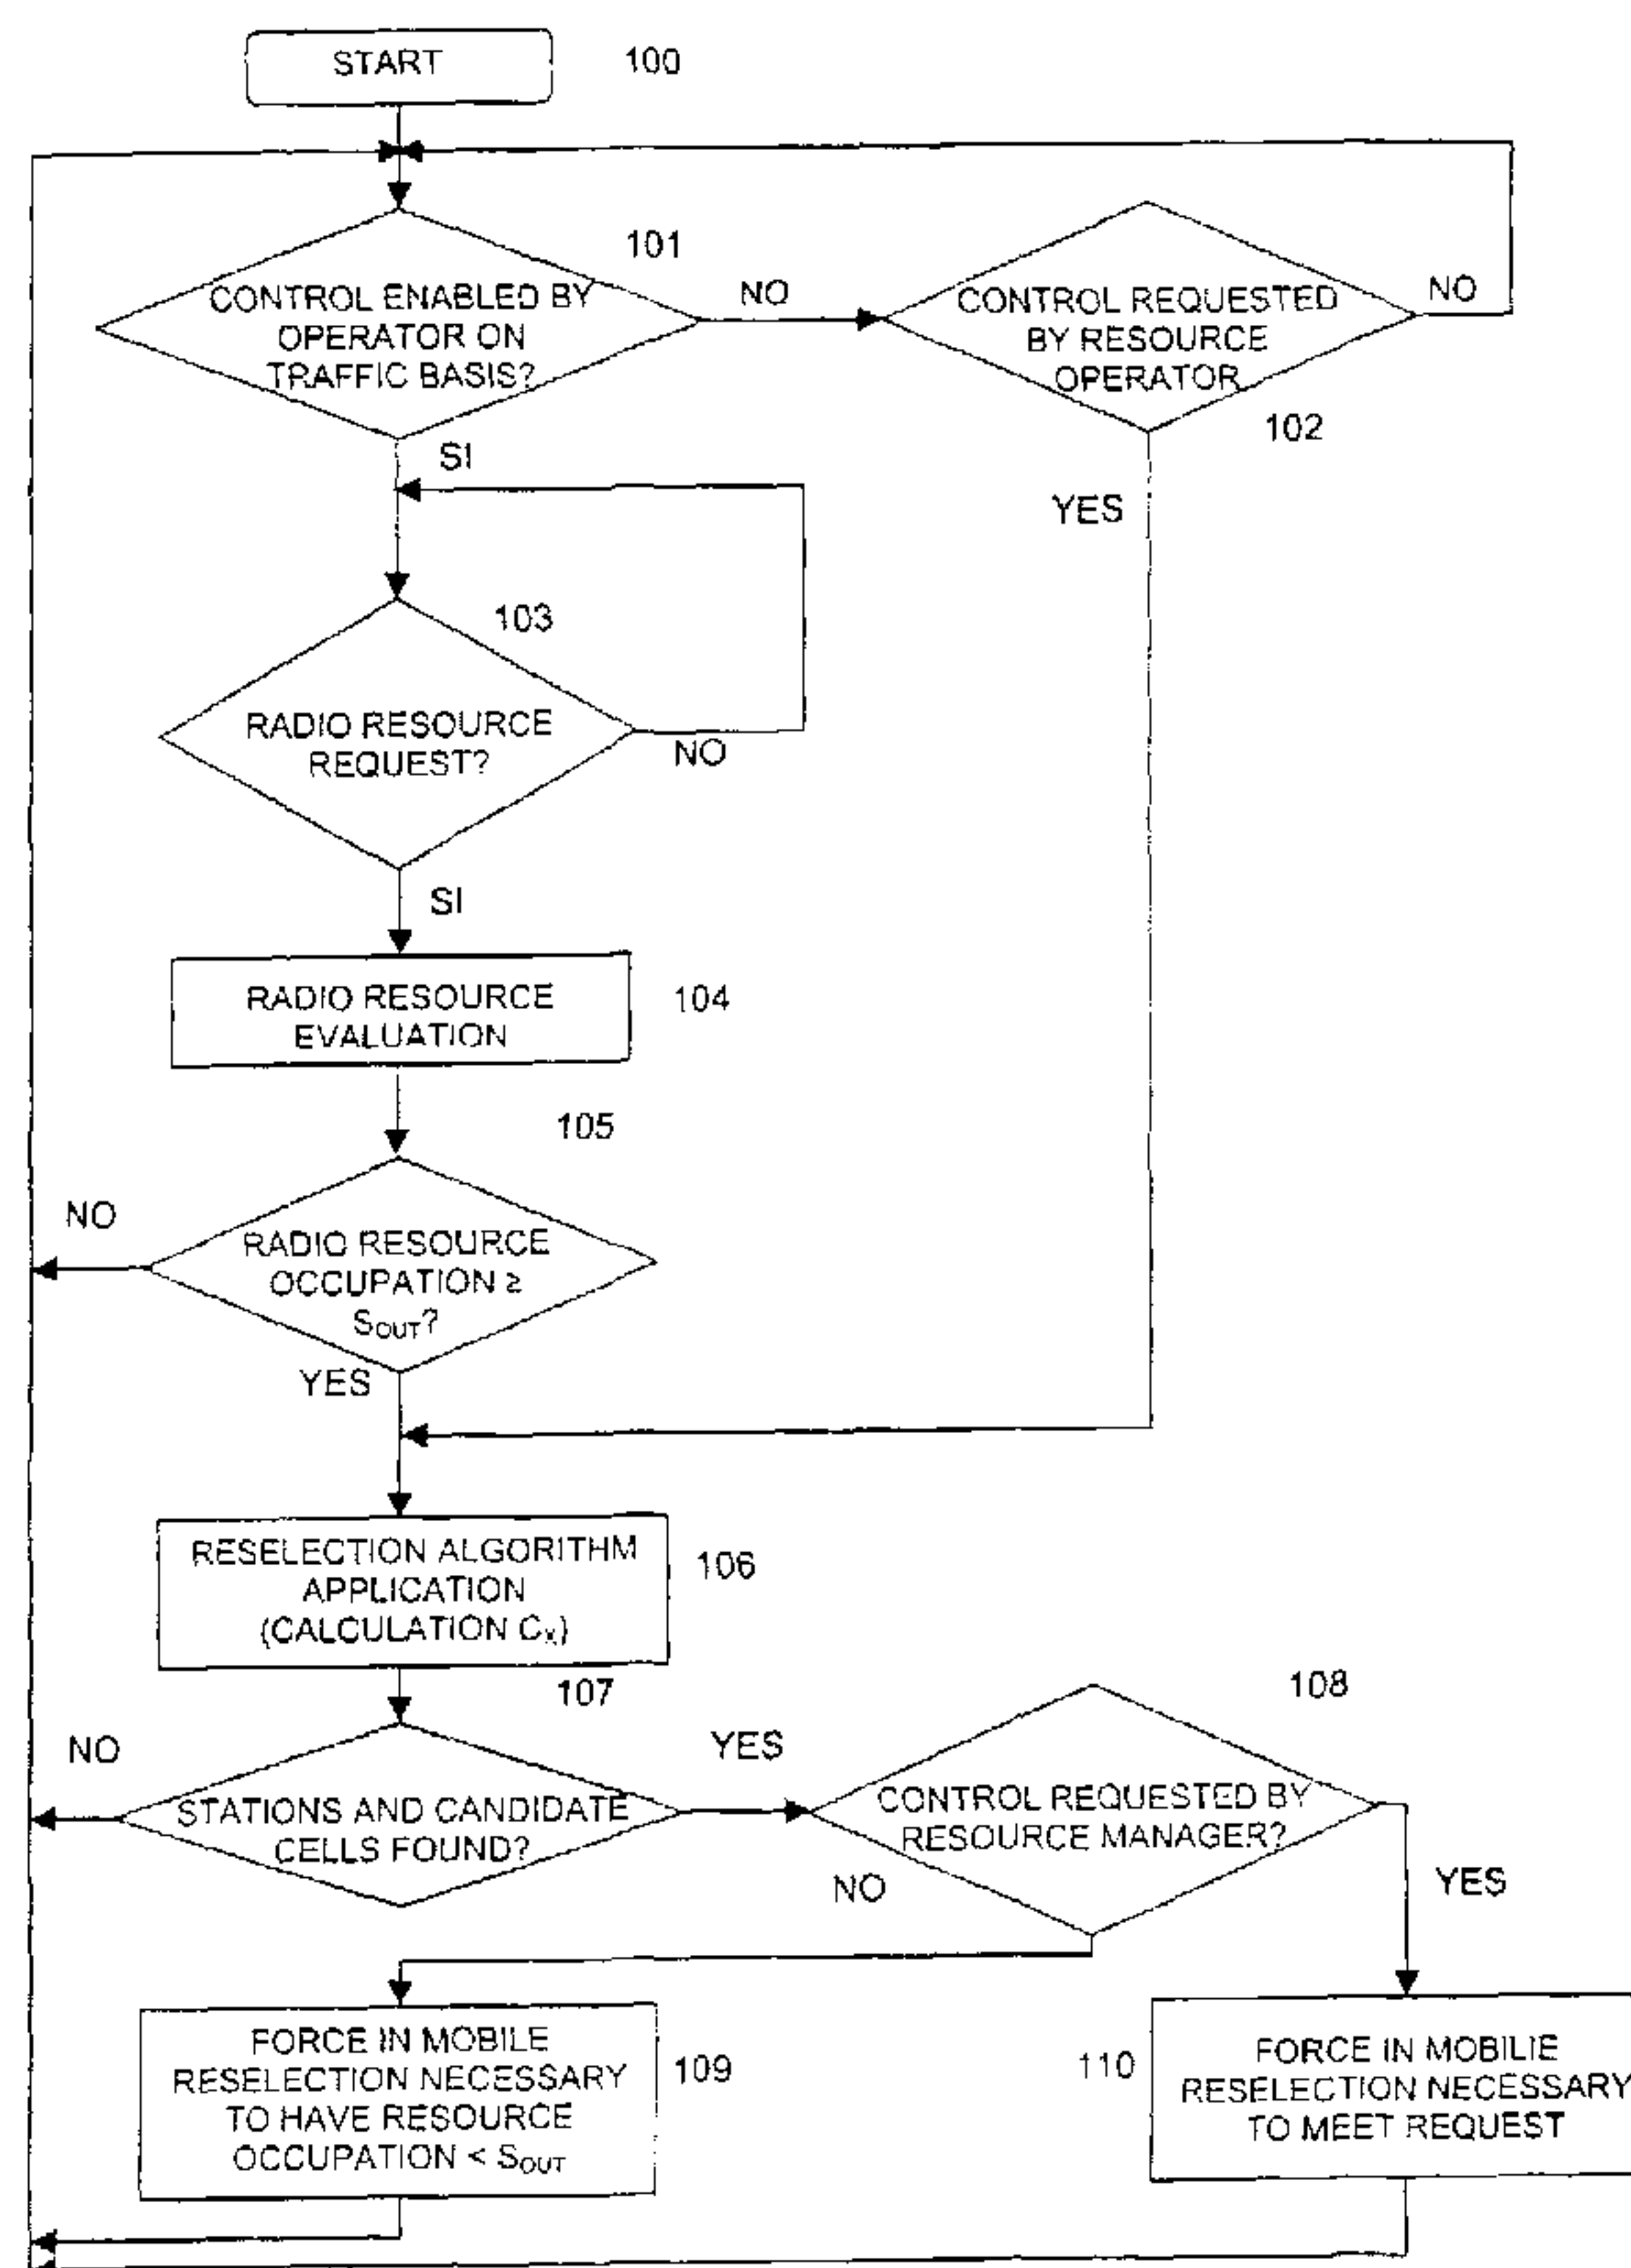 START
100
CONTROL ENABLED BY
OPERATOR ON
TRAFFIC BASIS?
101
NO
CONTROL REQUESTED
BY RESOURCE
OPERATOR
NO
102
SI
YES
103
RADIO RESOURCE
REQUEST?
NO
SI
RADIO RESOURCE
EVALUATION
104
105
NO
RADIO RESOURCE
OCCUPATION ≥
SOUT?
YES
RESELECTION ALGORITHM
APPLICATION
(CALCULATION CX)
106
107
108
NO
STATIONS AND CANDIDATE
CELLS FOUND?
YES
CONTROL REQUESTED BY
RESOURCE MANAGER?
NO
YES
FORCE IN MOBILE
RESELECTION NECESSARY
TO HAVE RESOURCE
OCCUPATION < SOUT
109
110
FORCE IN MOBILIE
RESELECTION NECESSARY
TO MEET REQUEST